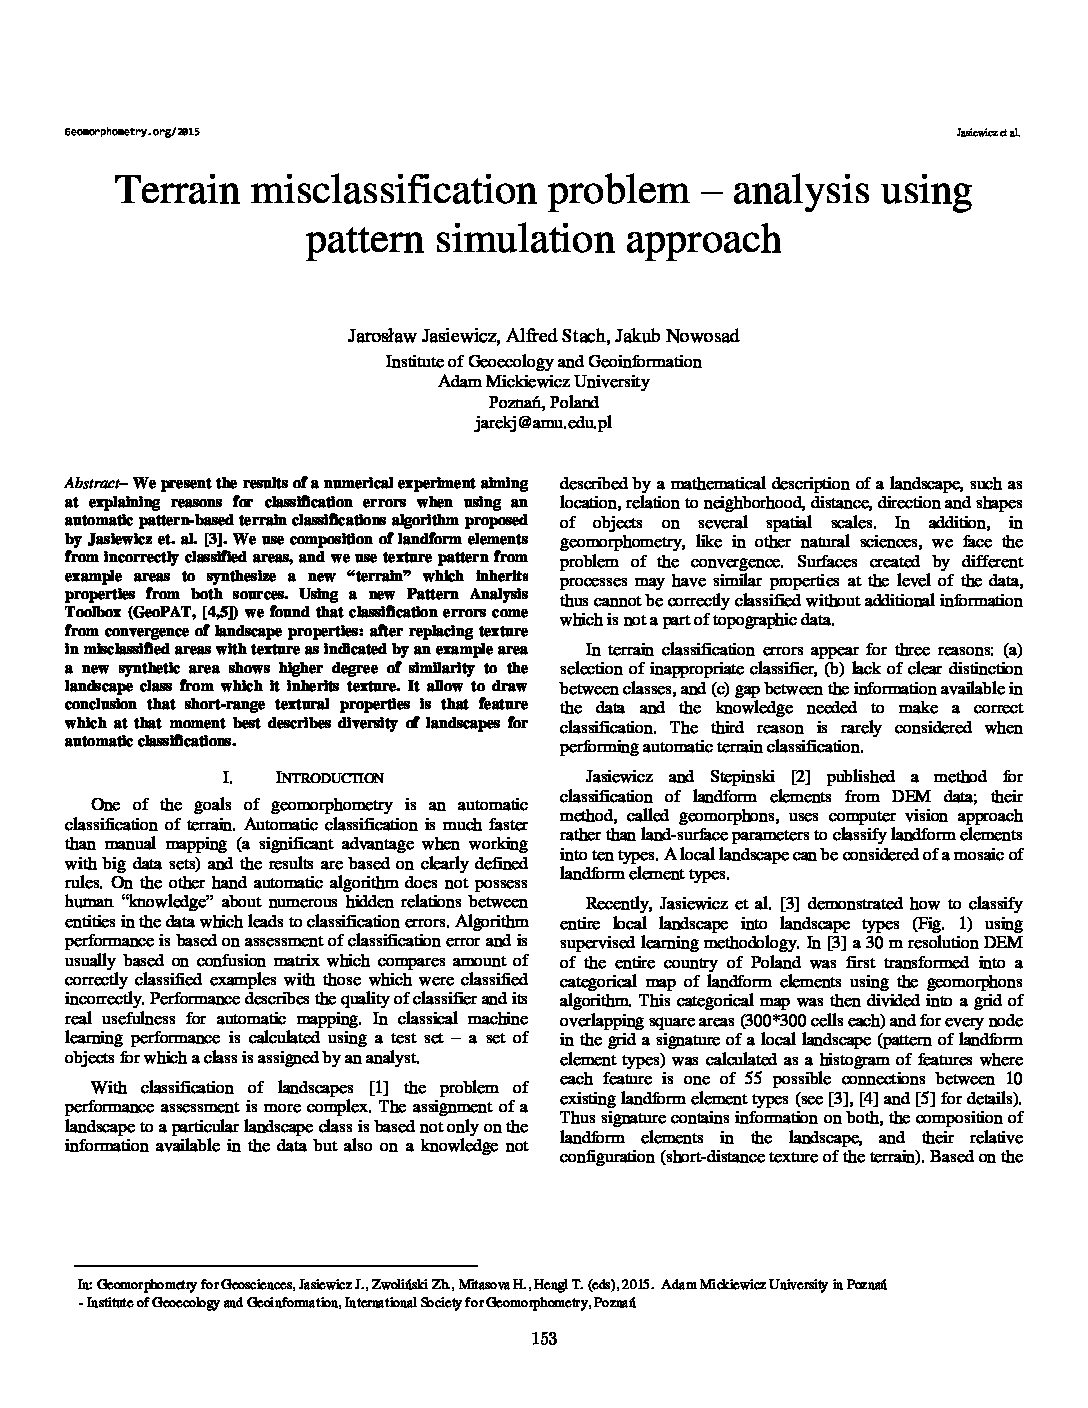 Geomorphometry.org/2015
Jasiewicz et al.
Terrain misclassification problem – analysis using
pattern simulation approach
Jarosław Jasiewicz, Alfred Stach, Jakub Nowosad
Institute of Geoecology and Geoinformation
Adam Mickiewicz University
Poznań, Poland
jarekj@amu.edu.pl
Abstract– We present the results of a numerical experiment aiming
at explaining reasons for classification errors when using an
automatic pattern-based terrain classifications algorithm proposed
by Jasiewicz et. al. [3]. We use composition of landform elements
from incorrectly classified areas, and we use texture pattern from
example areas to synthesize a new “terrain” which inherits
properties from both sources. Using a new Pattern Analysis
Toolbox (GeoPAT, [4,5]) we found that classification errors come
from convergence of landscape properties: after replacing texture
in misclassified areas with texture as indicated by an example area
a new synthetic area shows higher degree of similarity to the
landscape class from which it inherits texture. It allow to draw
conclusion that short-range textural properties is that feature
which at that moment best describes diversity of landscapes for
automatic classifications.
I. INTRODUCTION
One of the goals of geomorphometry is an automatic
classification of terrain. Automatic classification is much faster
than manual mapping (a significant advantage when working
with big data sets) and the results are based on clearly defined
rules. On the other hand automatic algorithm does not possess
human “knowledge” about numerous hidden relations between
entities in the data which leads to classification errors. Algorithm
performance is based on assessment of classification error and is
usually based on confusion matrix which compares amount of
correctly classified examples with those which were classified
incorrectly. Performance describes the quality of classifier and its
real usefulness for automatic mapping. In classical machine
learning performance is calculated using a test set – a set of
objects for which a class is assigned by an analyst.
With classification of landscapes [1] the problem of
performance assessment is more complex. The assignment of a
landscape to a particular landscape class is based not only on the
information available in the data but also on a knowledge not
described by a mathematical description of a landscape, such as
location, relation to neighborhood, distance, direction and shapes
of objects on several spatial scales. In addition, in
geomorphometry, like in other natural sciences, we face the
problem of the convergence. Surfaces created by different
processes may have similar properties at the level of the data,
thus cannot be correctly classified without additional information
which is not a part of topographic data.
In terrain classification errors appear for three reasons: (a)
selection of inappropriate classifier, (b) lack of clear distinction
between classes, and (c) gap between the information available in
the data and the knowledge needed to make a correct
classification. The third reason is rarely considered when
performing automatic terrain classification.
Jasiewicz and Stepinski [2] published a method for
classification of landform elements from DEM data; their
method, called geomorphons, uses computer vision approach
rather than land-surface parameters to classify landform elements
into ten types. A local landscape can be considered of a mosaic of
landform element types.
Recently, Jasiewicz et al. [3] demonstrated how to classify
entire local landscape into landscape types (Fig. 1) using
supervised learning methodology. In [3] a 30 m resolution DEM
of the entire country of Poland was first transformed into a
categorical map of landform elements using the geomorphons
algorithm. This categorical map was then divided into a grid of
overlapping square areas (300*300 cells each) and for every node
in the grid a signature of a local landscape (pattern of landform
element types) was calculated as a histogram of features where
each feature is one of 55 possible connections between 10
existing landform element types (see [3], [4] and [5] for details).
Thus signature contains information on both, the composition of
landform elements in the landscape, and their relative
configuration (short-distance texture of the terrain). Based on the
In: Geomorphometry for Geosciences, Jasiewicz J., Zwoliński Zb., Mitasova H., Hengl T. (eds), 2015. Adam Mickiewicz University in Poznań
- Institute of Geoecology and Geoinformation, International Society for Geomorphometry, Poznań
153